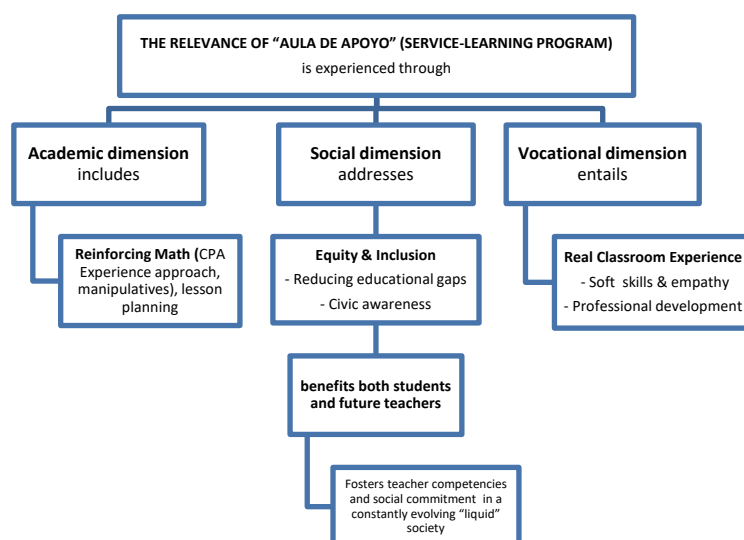 THE RELEVANCE OF “AULA DE APOYO” (SERVICE-LEARNING PROGRAM)
is experienced through
Academic dimension
includes
Social dimension
addresses
Vocational dimension
entails
Reinforcing Math (CPA
Experience approach,
manipulatives), lesson
planning
Equity & Inclusion
- Reducing educational gaps
- Civic awareness
Real Classroom Experience
- Soft skills & empathy
- Professional development
benefits both students
and future teachers
Fosters teacher competencies
and social commitment in a
constantly evolving “liquid”
society